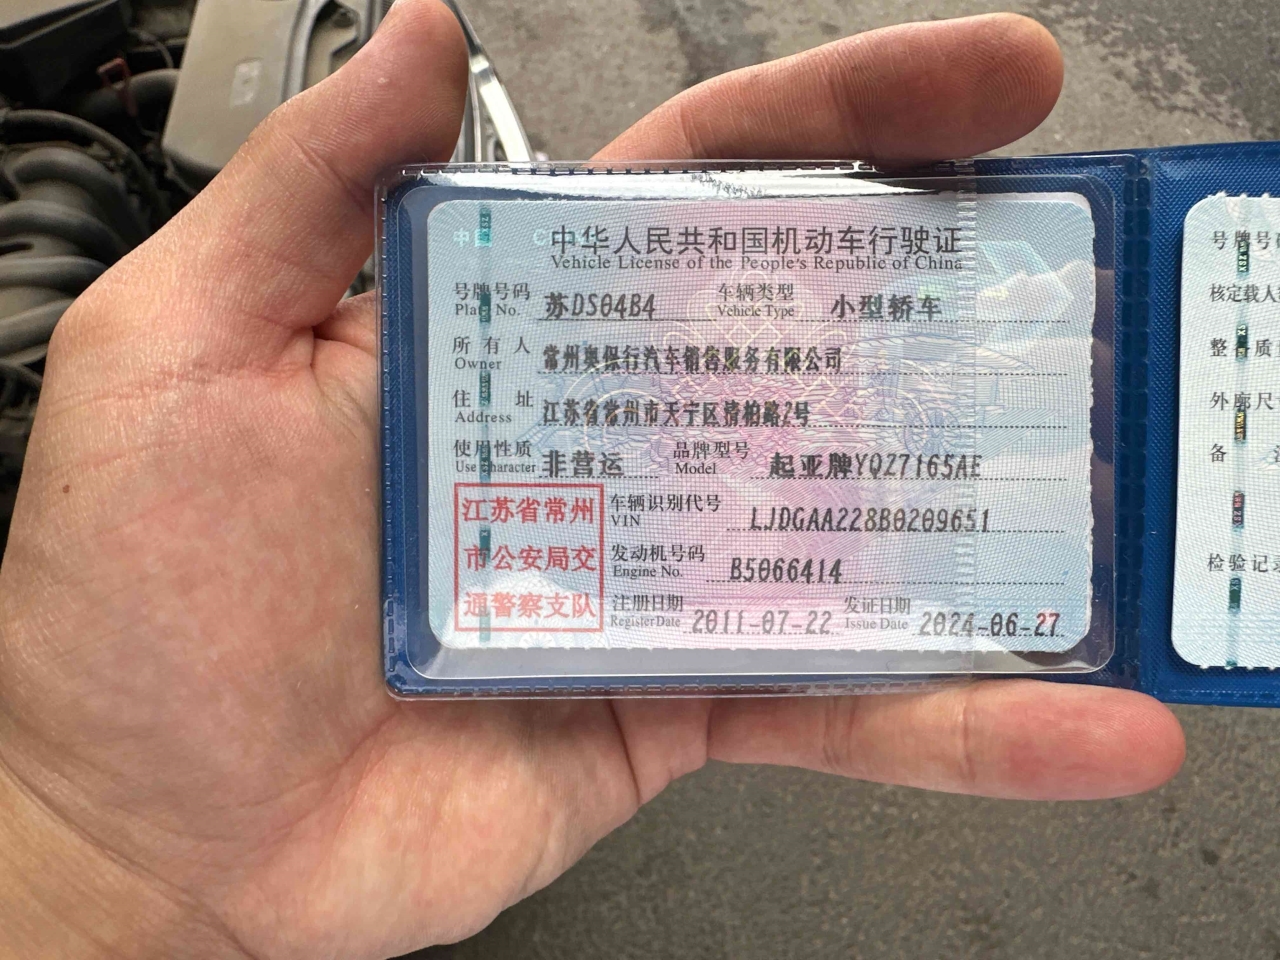 中华人民共和国机动车行驶证
Vehicle License of the People's Republic of China
号牌号码 苏DS04B4 车辆类型 小型轿车
Plate No. Vehicle Type
所有人 常州奥保行汽车销售服务有限公司
Owner
住址 江苏省常州市天宁区清柏路2号
Address
使用性质 非营运 品牌型号 起亚牌YQZ7165AE
Use Character Model
江苏省常州
市公安局交
通警察支队
车辆识别代号 LJDGAA228B0209651
VIN
发动机号码 B5066414
Engine No.
注册日期 2011-07-22 发证日期 2024-06-27
Register Date Issue Date
号牌号
核定载人
整 质
外廓尺
备
检验记录